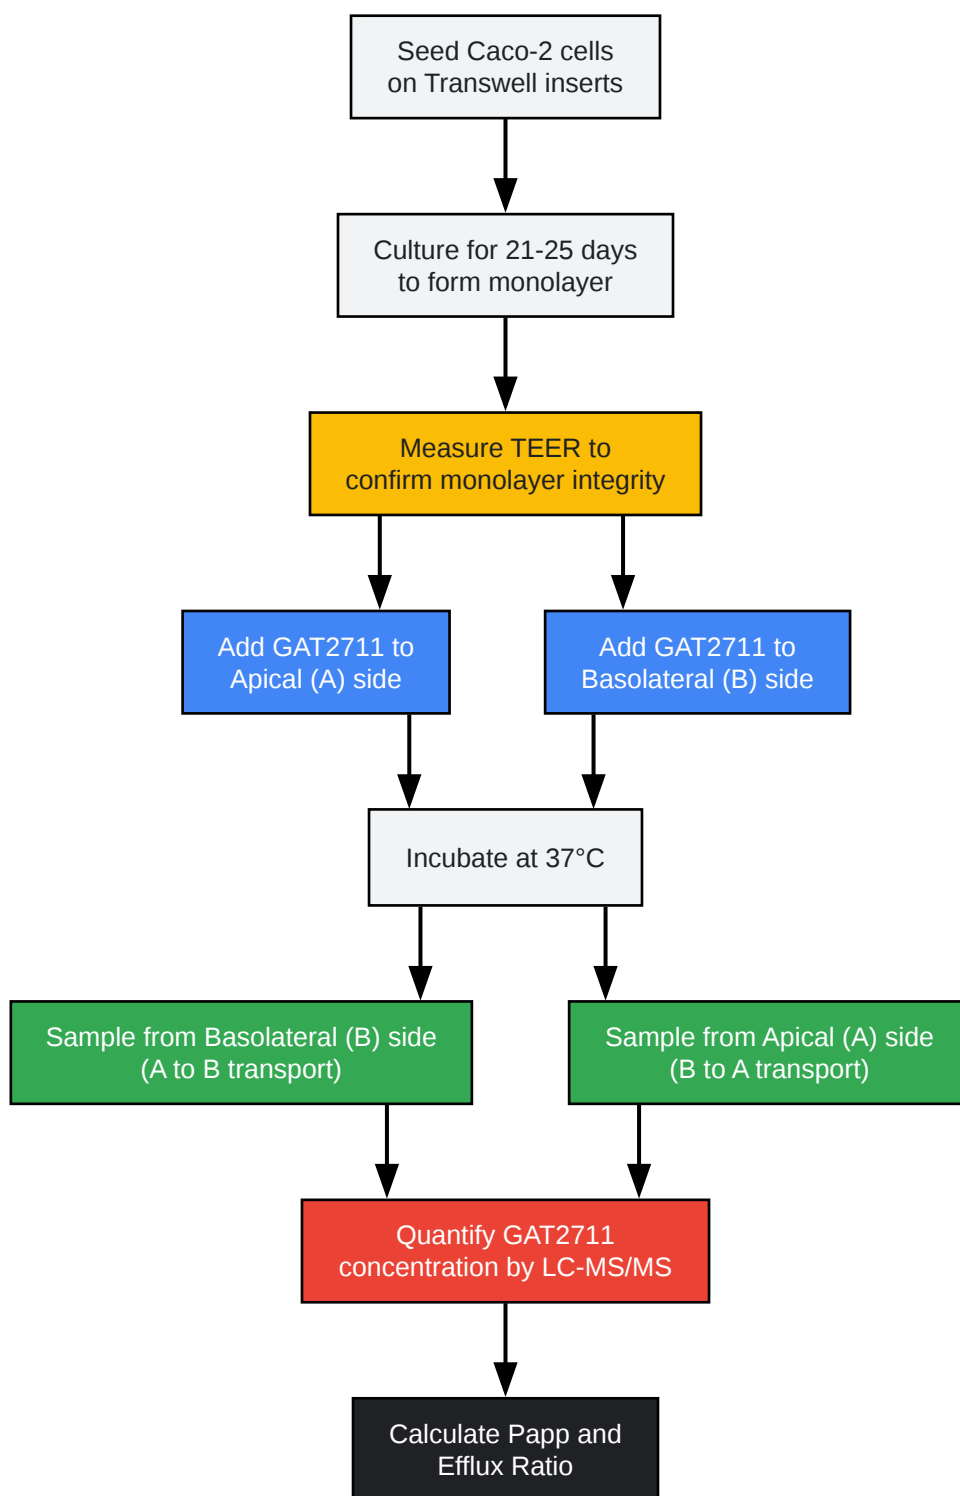 Seed Caco-2 cells
on Transwell inserts
Culture for 21-25 days
to form monolayer
Measure TEER to
confirm monolayer integrity
Add GAT2711 to
Apical (A) side
Add GAT2711 to
Basolateral (B) side
Incubate at 37°C
Sample from Basolateral (B) side
(A to B transport)
Sample from Apical (A) side
(B to A transport)
Quantify GAT2711
concentration by LC-MS/MS
Calculate Papp and
Efflux Ratio